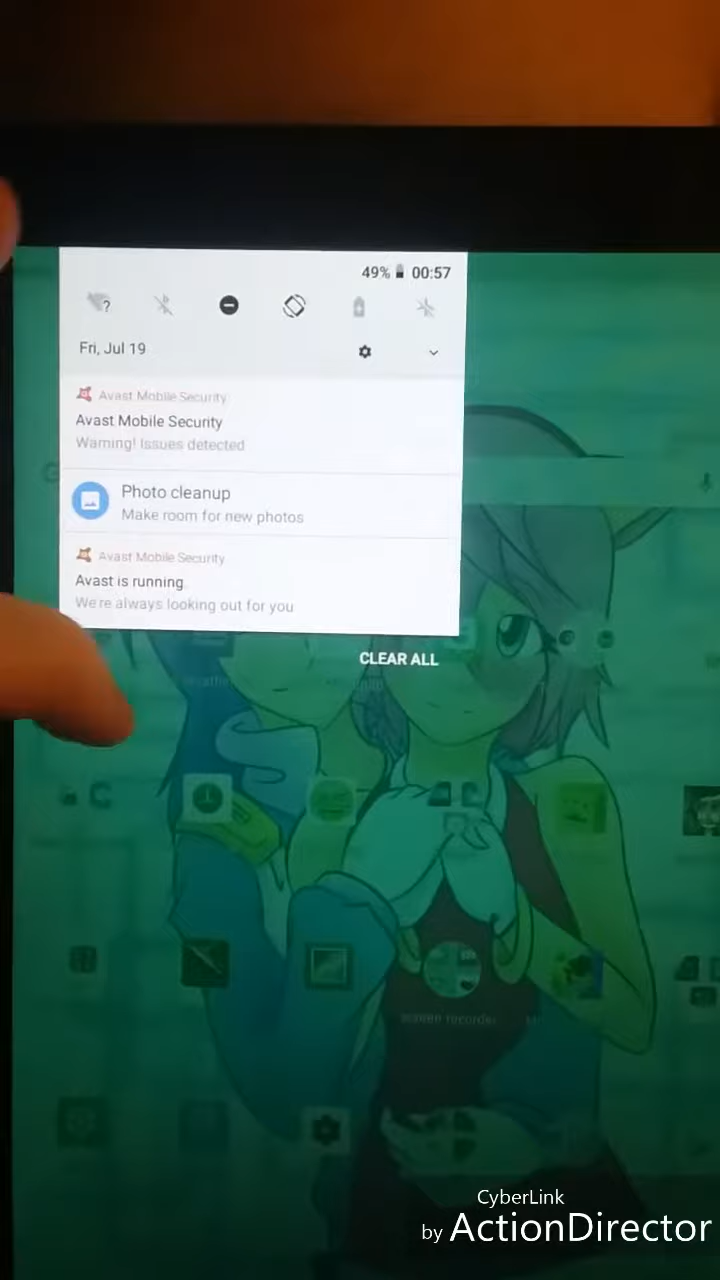 49% 00:57
?
Fri, Jul 19
Avast Mobile Security
Avast Mobile Security
Warning! Issues detected
Photo cleanup
Make room for new photos
Avast Mobile Security
Avast is running
We're always looking out for you
CLEAR ALL
screen recorder
CyberLink
by ActionDirector